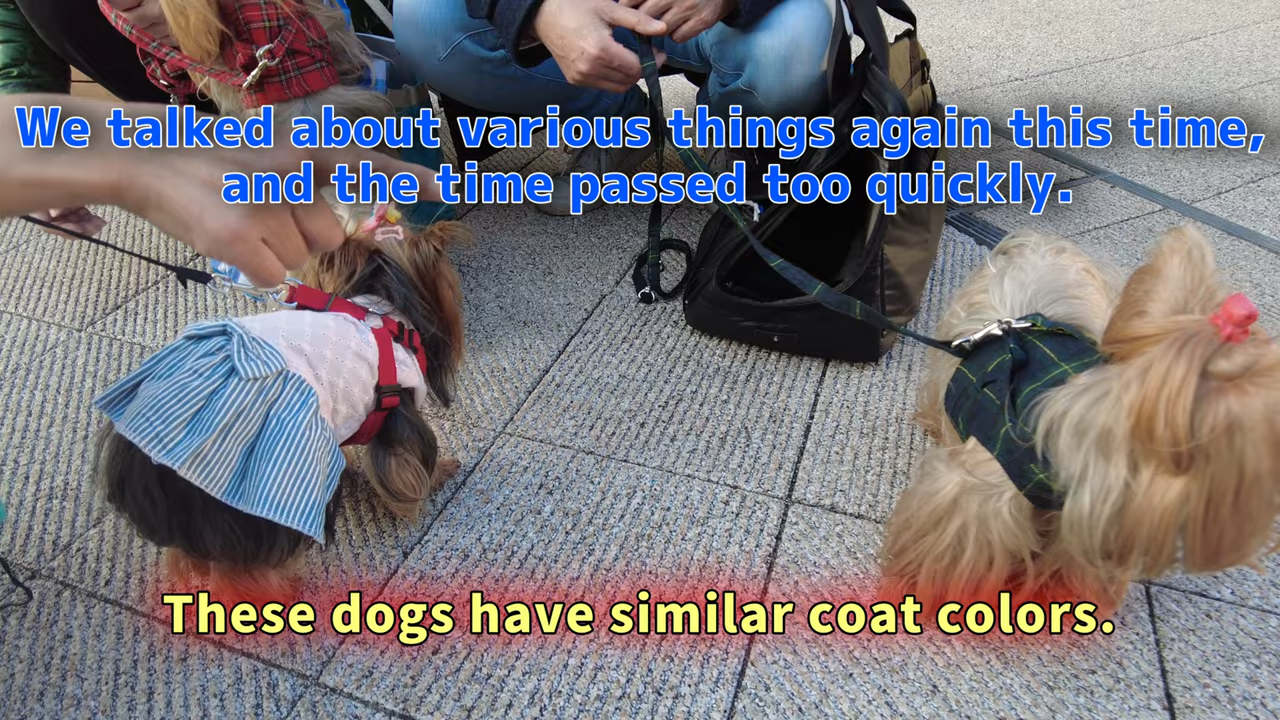 We talked about various things again this time,
and the time passed too quickly.
These dogs have similar coat colors.